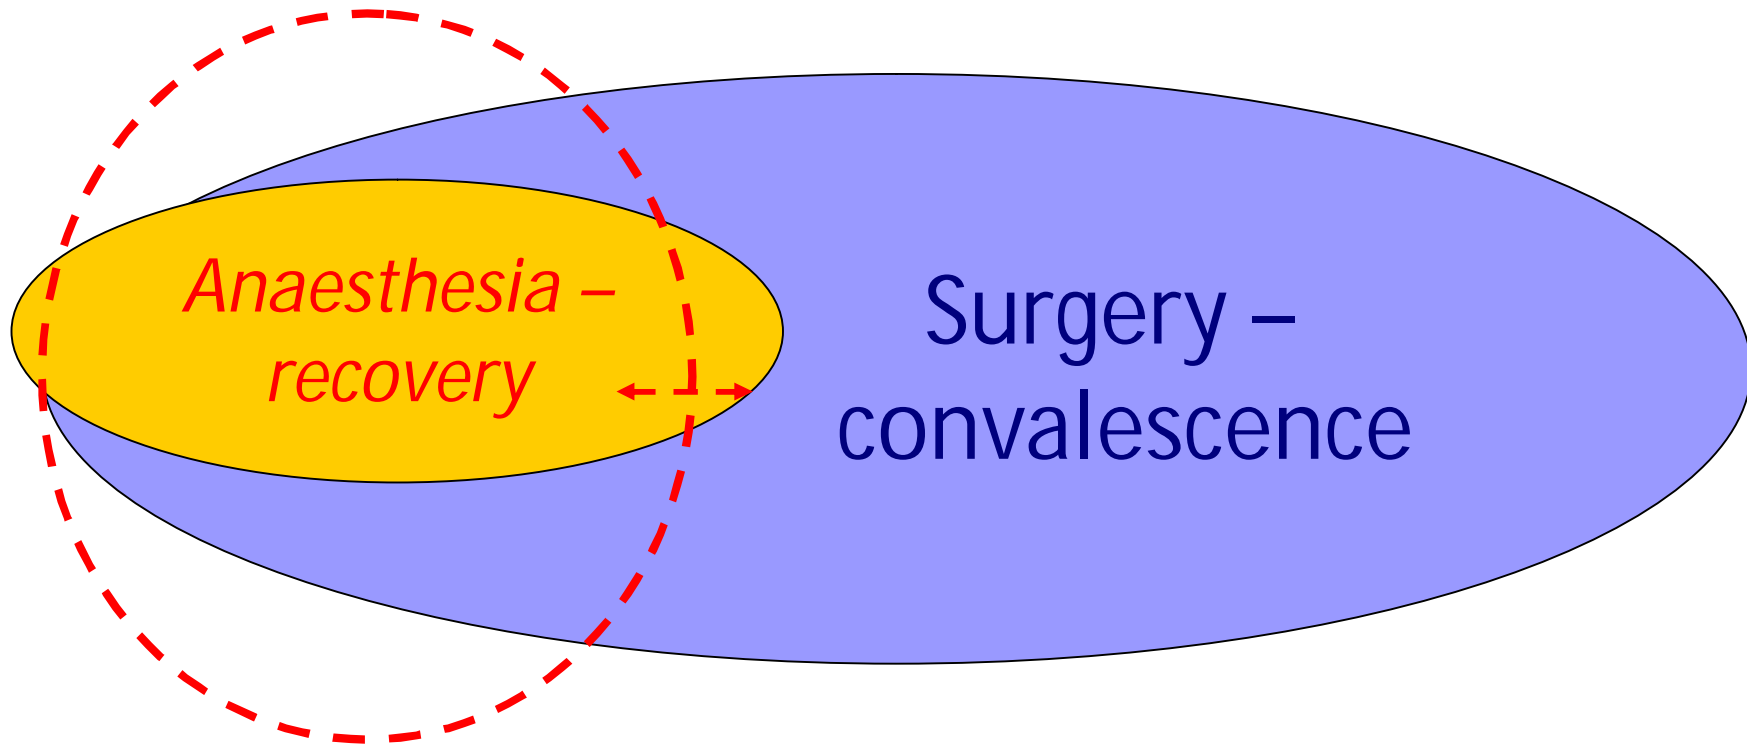 Anaesthesia –
recovery
Surgery –
convalescence